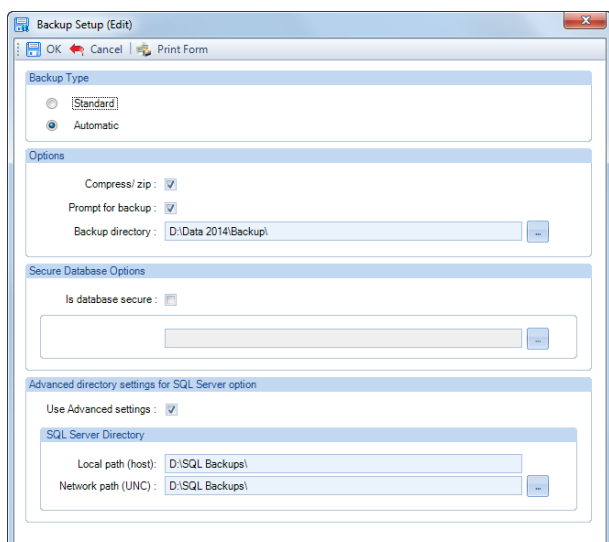 Backup Setup (Edit)
OK Cancel Print Form
Backup Type
Standard
Automatic
Options
Compress/ zip :
Prompt for backup :
Backup directory : D:\Data 2014\Backup\ ...
Secure Database Options
Is database secure :
...
Advanced directory settings for SQL Server option
Use Advanced settings :
SQL Server Directory
Local path (host): D:\SQL Backups\
Network path (UNC) : D:\SQL Backups\ ...